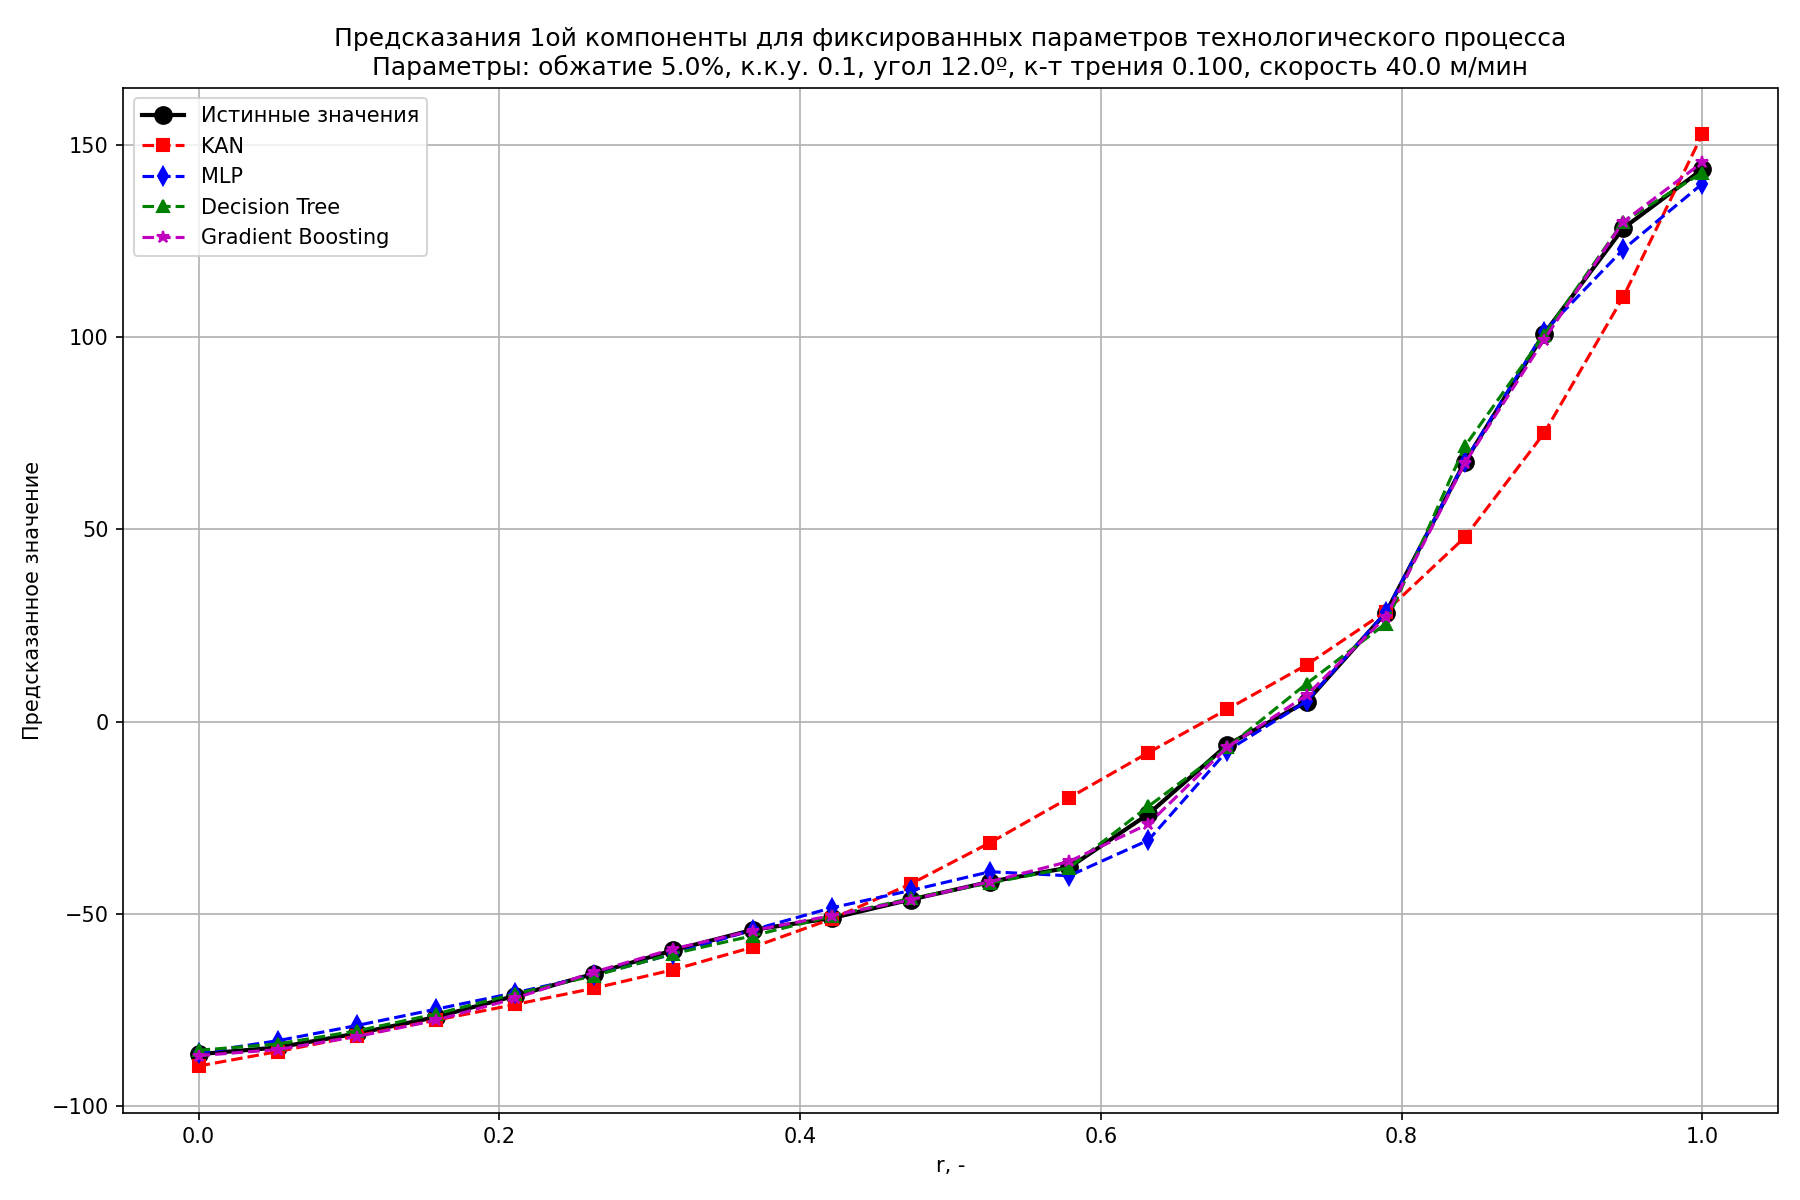 Предсказания 1ой компоненты для фиксированных параметров технологического процесса
Параметры: обжатие 5.0%, к.к.у. 0.1, угол 12.0º, к-т трения 0.100, скорость 40.0 м/мин
Истинные значения
KAN
MLP
Decision Tree
Gradient Boosting
Предсказанное значение
150
100
50
0
−50
−100
0.0 0.2 0.4 0.6 0.8 1.0
r, -